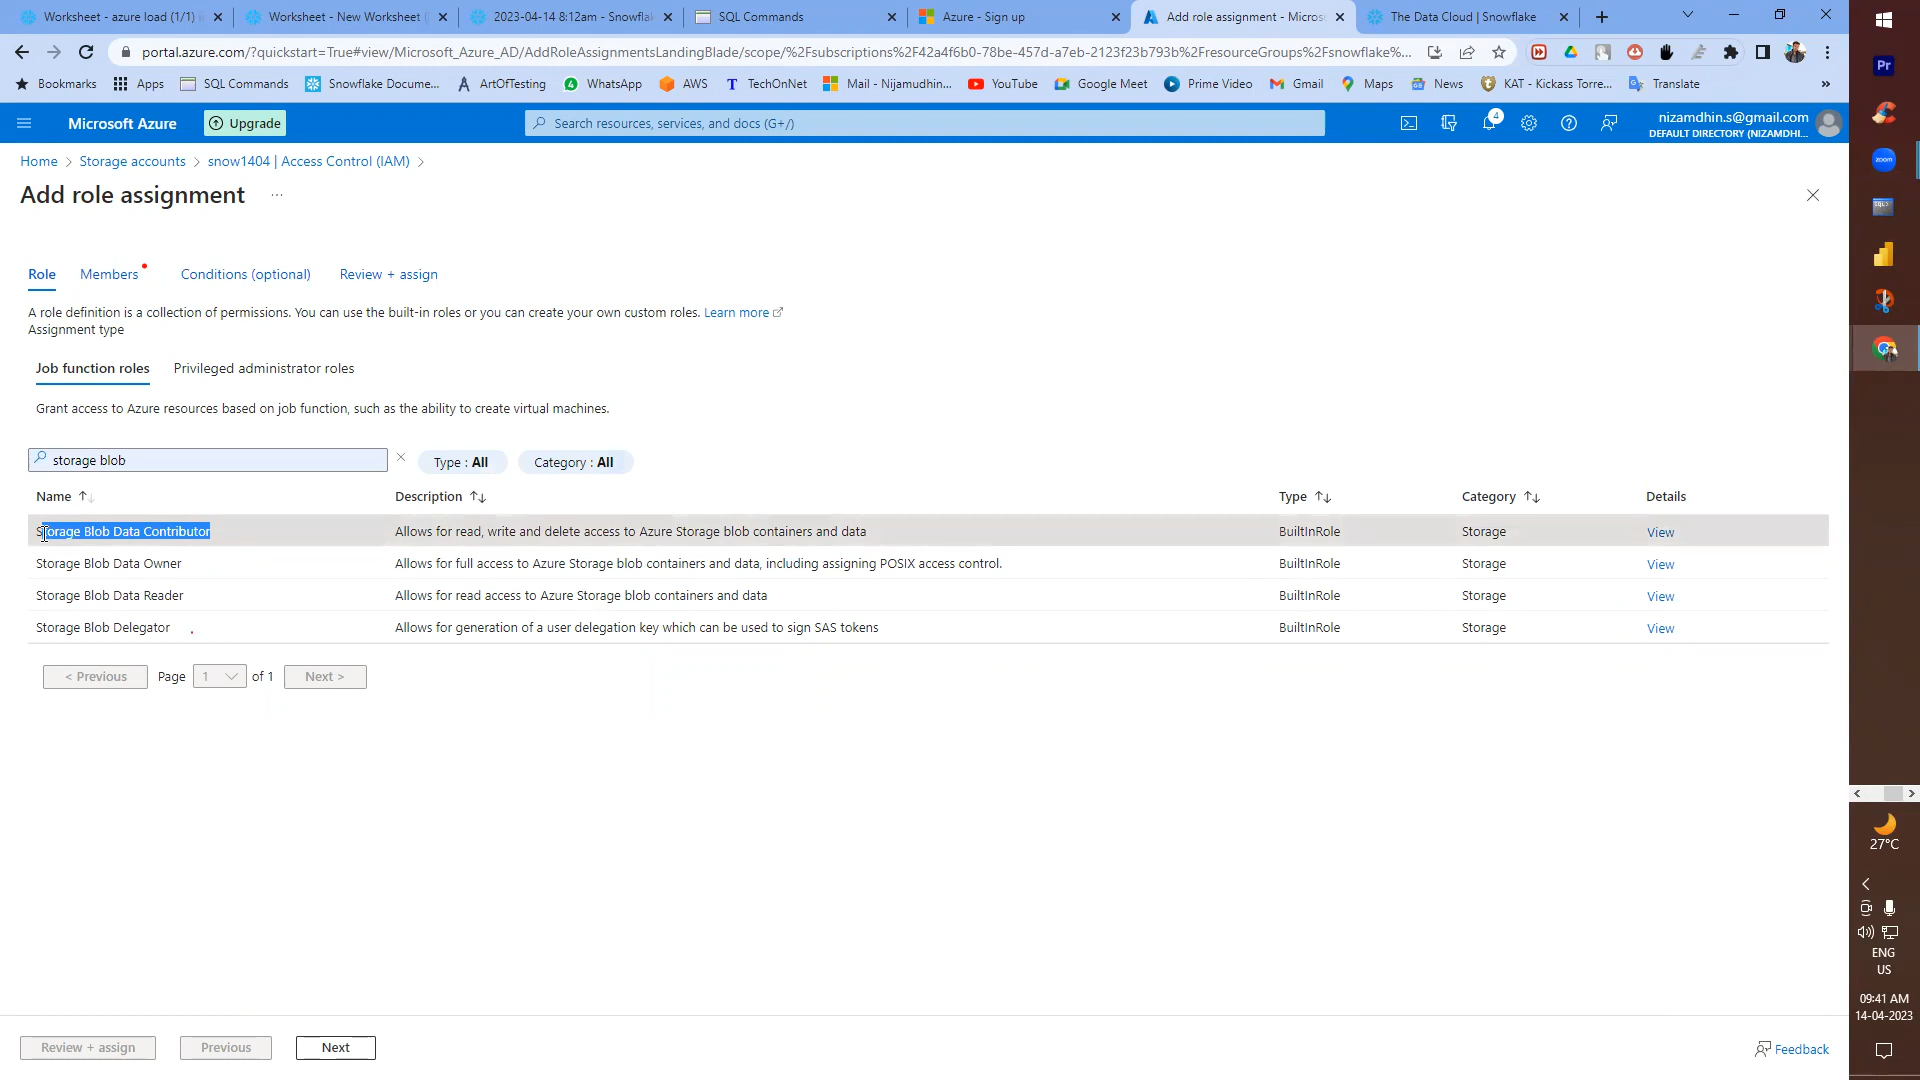 Worksheet - azure load (1/1)
Worksheet - New Worksheet
2023-04-14 8:12am - Snowfla
SQL Commands
Azure - Sign up
Add role assignment - Micros
The Data Cloud | Snowflake
portal.azure.com/?quickstart=True#view/Microsoft_Azure_AD/AddRoleAssignmentsLandingBlade/scope/%2Fsubscriptions%2F42a4f6b0-78be-457d-a7eb-2123f23b793b%2FresourceGroups%2Fsnowflake%...
Bookmarks Apps SQL Commands Snowflake Docume... ArtOfTesting WhatsApp AWS TechOnNet Mail - Nijamudhin... YouTube Google Meet Prime Video Gmail Maps News KAT - Kickass Torre... Translate »
Microsoft Azure
Upgrade
Search resources, services, and docs (G+/)
4
nizamdhin.s@gmail.com
DEFAULT DIRECTORY (NIZAMDHI...
Home > Storage accounts > snow1404 | Access Control (IAM) >
Add role assignment ...
Role Members Conditions (optional) Review + assign
A role definition is a collection of permissions. You can use the built-in roles or you can create your own custom roles. Learn more
Assignment type
Job function roles Privileged administrator roles
Grant access to Azure resources based on job function, such as the ability to create virtual machines.
storage blob
Type : All
Category : All
Name Description Type Category Details
Storage Blob Data Contributor Allows for read, write and delete access to Azure Storage blob containers and data BuiltInRole Storage View
Storage Blob Data Owner Allows for full access to Azure Storage blob containers and data, including assigning POSIX access control. BuiltInRole Storage View
Storage Blob Data Reader Allows for read access to Azure Storage blob containers and data BuiltInRole Storage View
Storage Blob Delegator Allows for generation of a user delegation key which can be used to sign SAS tokens BuiltInRole Storage View
< Previous Page 1 of 1 Next >
Review + assign Previous Next
Feedback
Pr
zoom
SQL
27°C
ENG
US
09:41 AM
14-04-2023